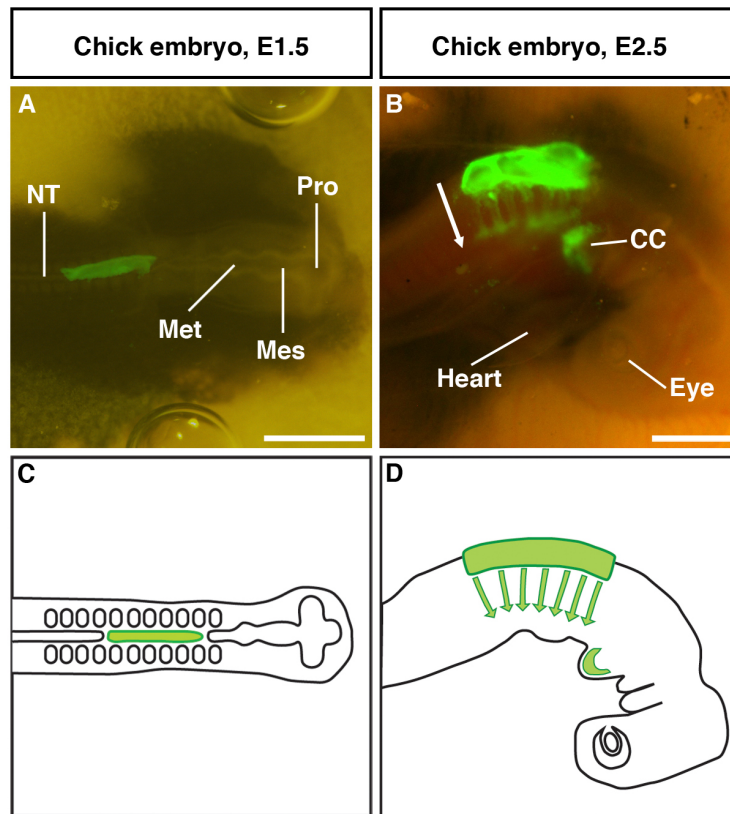 Chick embryo, E1.5
Chick embryo, E2.5
A
NT
Pro
Met
Mes
B
CC
Heart
Eye
C
D